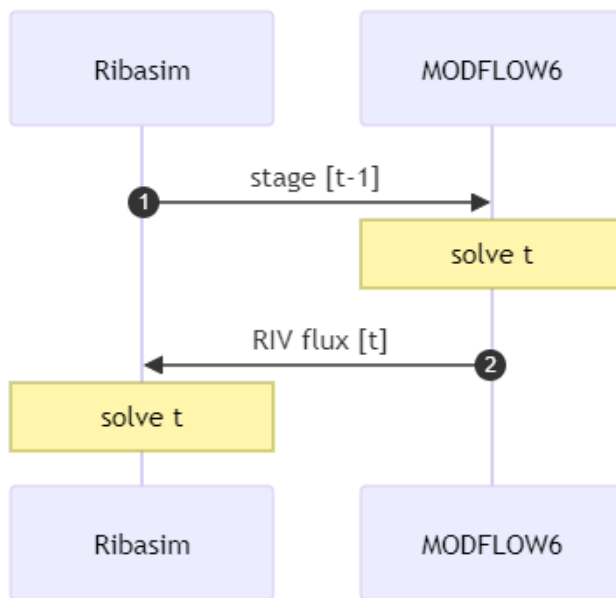 Ribasim
MODFLOW6
stage [t-1]
1
solve t
RIV flux [t]
2
solve t
Ribasim
MODFLOW6